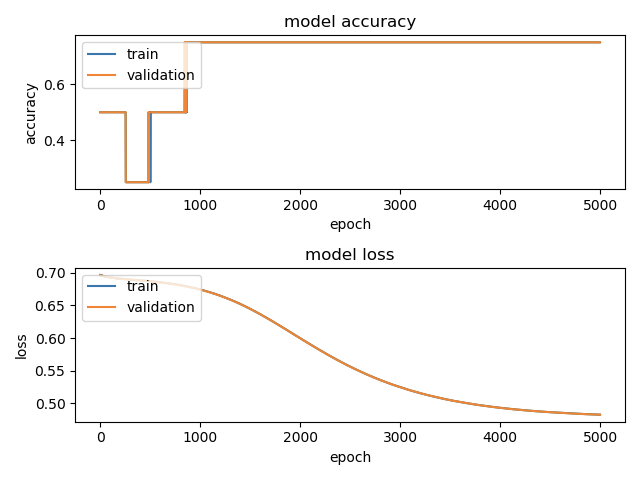 model accuracy
train
validation
0.6
0.4
accuracy
0 1000 2000 3000 4000 5000
epoch
model loss
train
validation
0.70
0.65
0.60
0.55
0.50
loss
0 1000 2000 3000 4000 5000
epoch